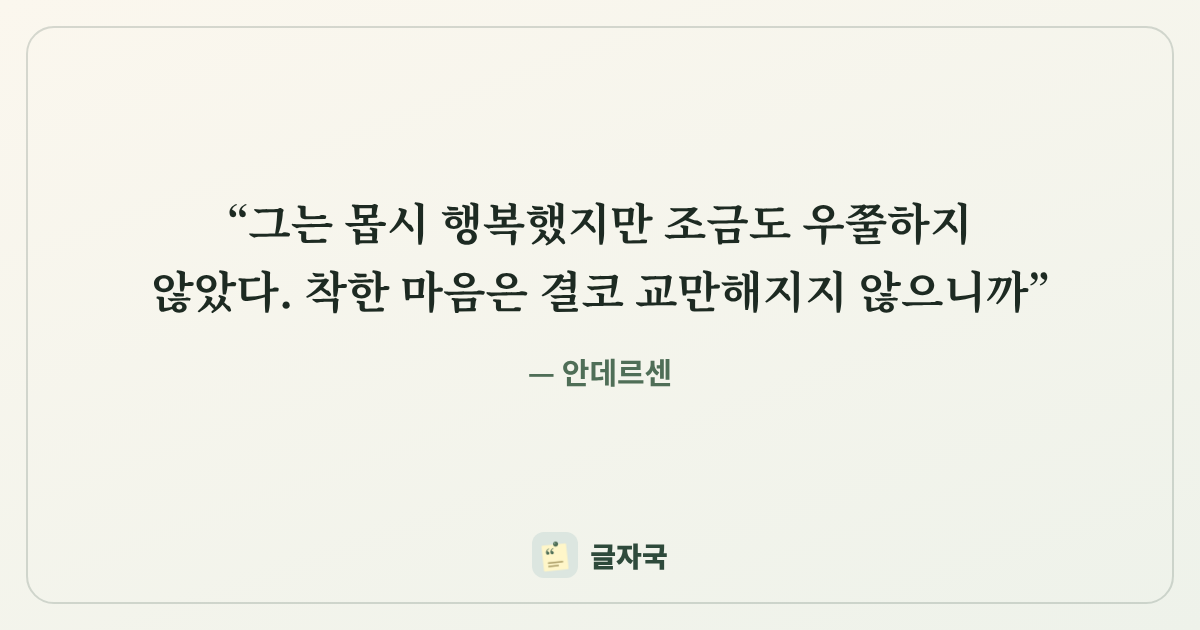 “그는 몹시 행복했지만 조금도 우쭐하지
않았다. 착한 마음은 결코 교만해지지 않으니까”
— 안데르센
글자국